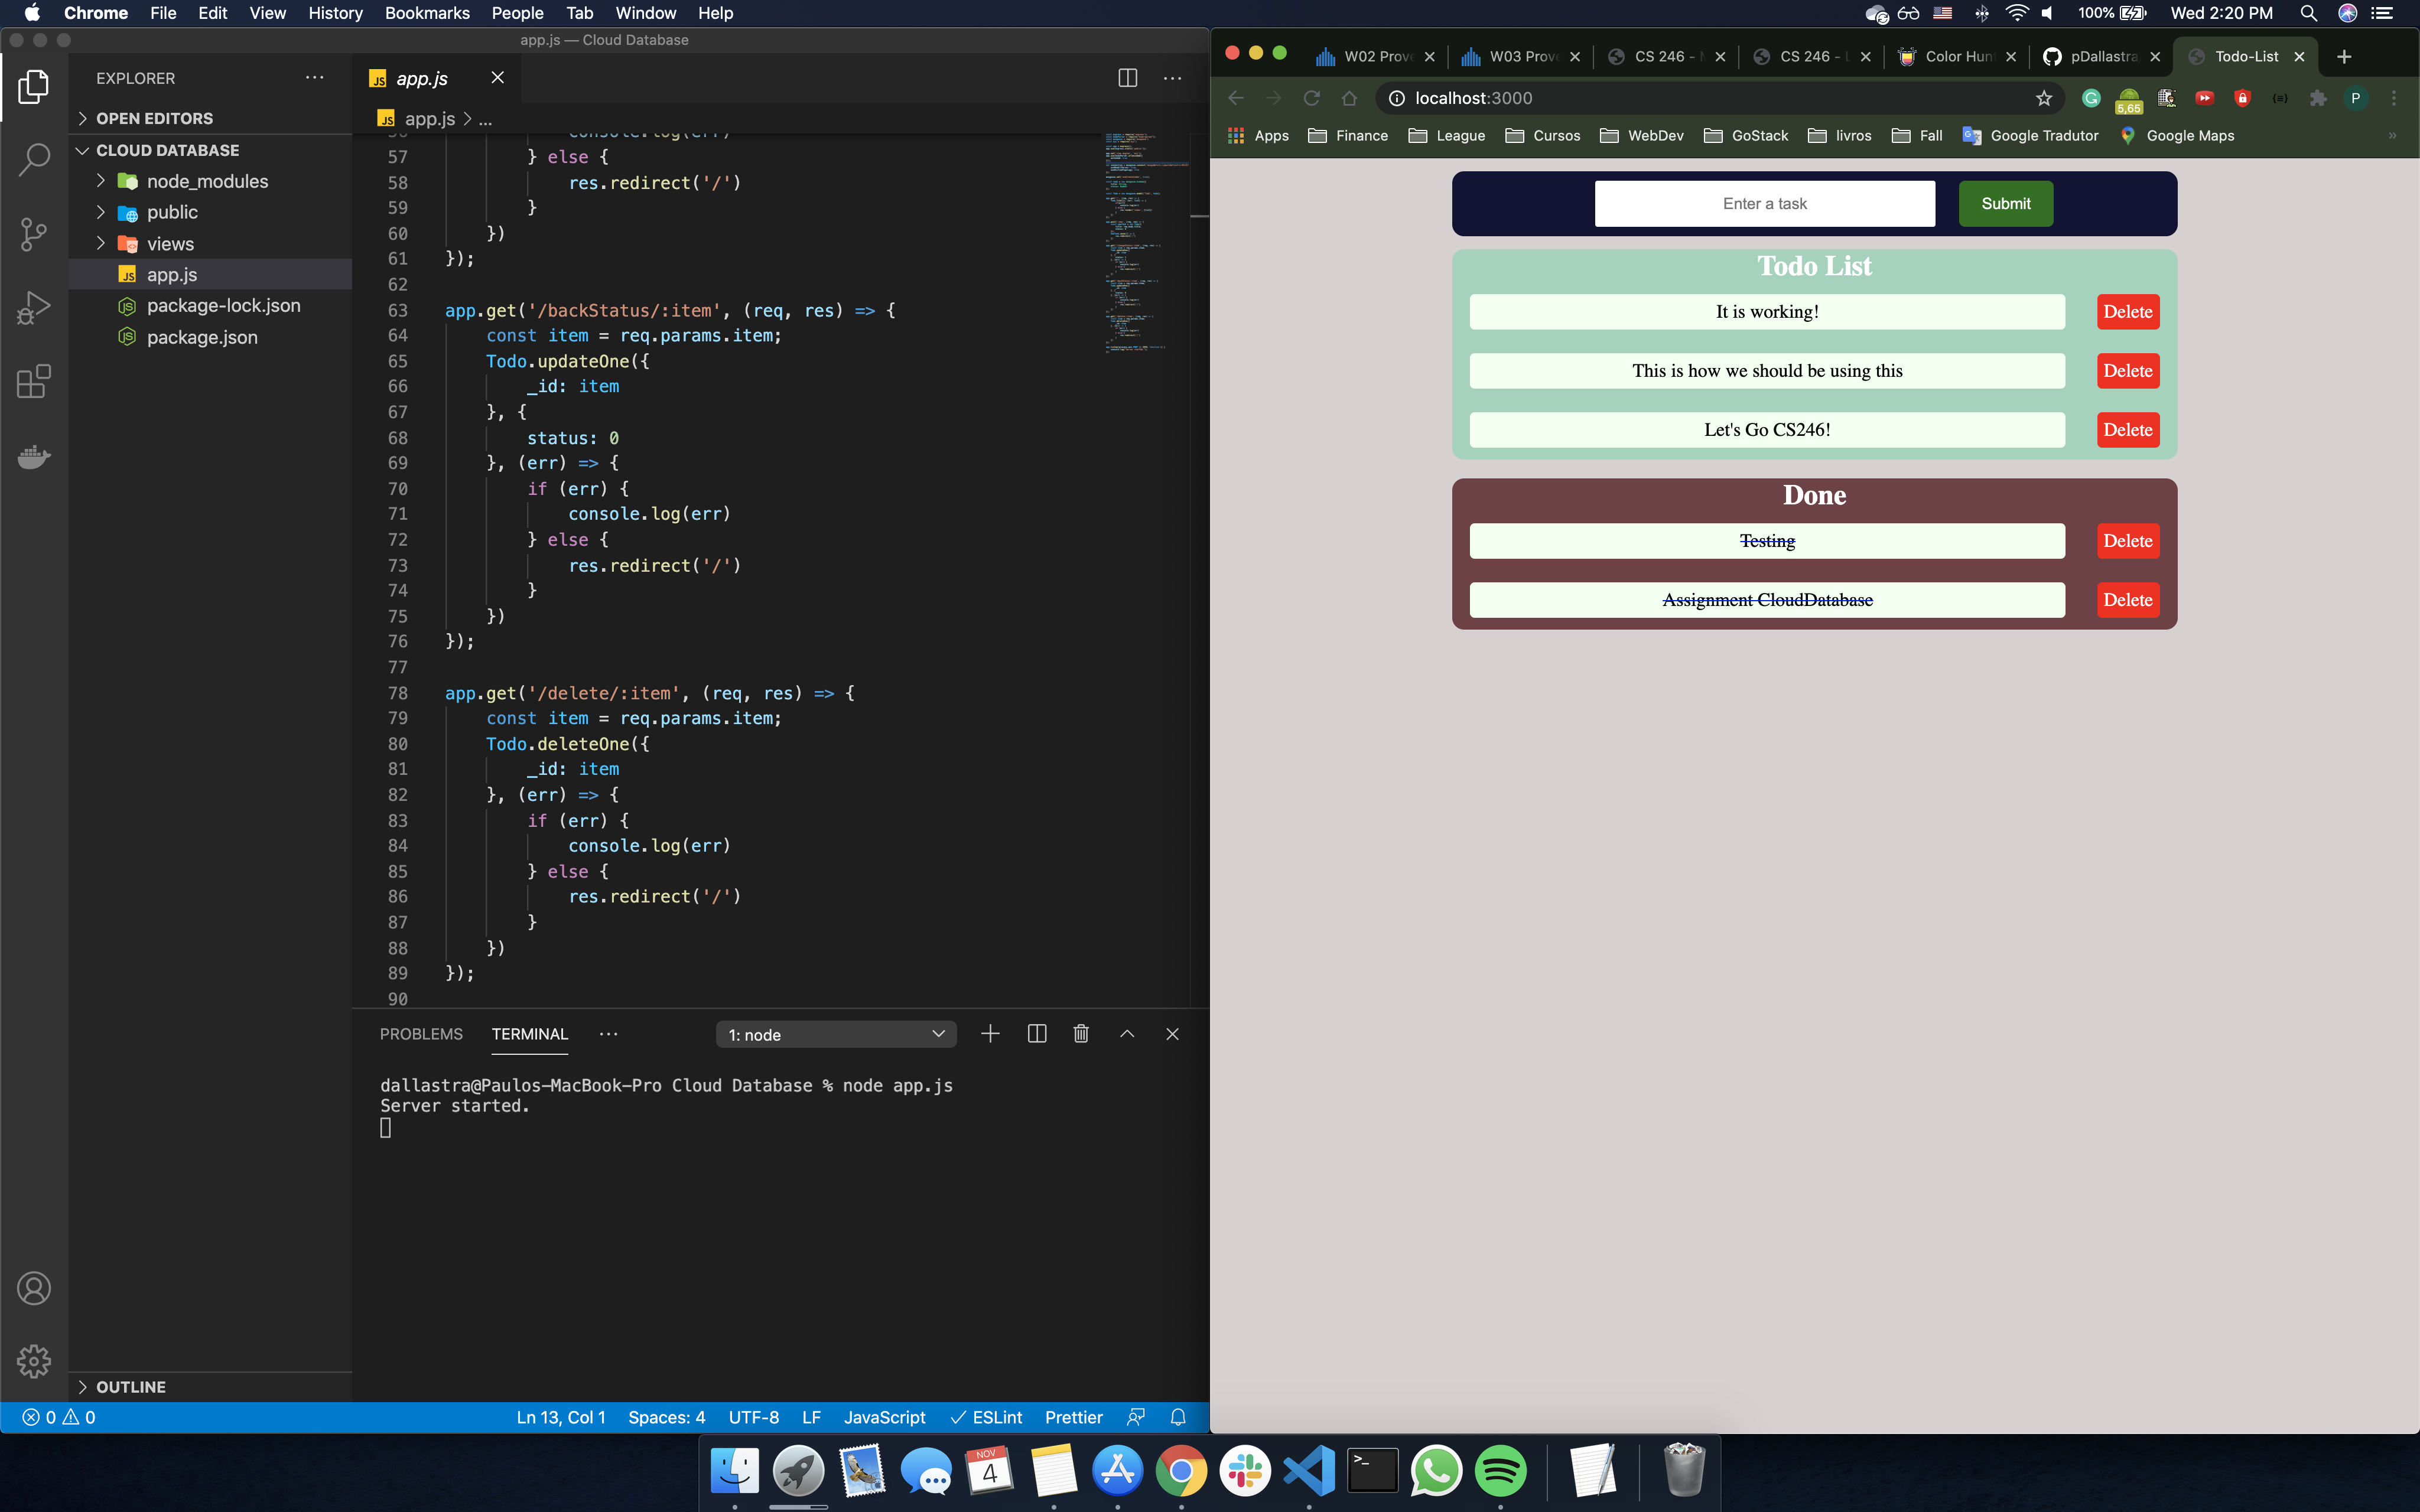 Chrome File Edit View History Bookmarks People Tab Window Help
100% Wed 2:20 PM
app.js — Cloud Database
EXPLORER
OPEN EDITORS
CLOUD DATABASE
node_modules
public
views
app.js
package-lock.json
package.json
OUTLINE
app.js
app.js > ...
56 console.log(err)
57 } else {
58 res.redirect('/')
59 }
60 })
61 });
62
63 app.get('/backStatus/:item', (req, res) => {
64 const item = req.params.item;
65 Todo.updateOne({
66 _id: item
67 }, {
68 status: 0
69 }, (err) => {
70 if (err) {
71 console.log(err)
72 } else {
73 res.redirect('/')
74 }
75 })
76 });
77
78 app.get('/delete/:item', (req, res) => {
79 const item = req.params.item;
80 Todo.deleteOne({
81 _id: item
82 }, (err) => {
83 if (err) {
84 console.log(err)
85 } else {
86 res.redirect('/')
87 }
88 })
89 });
90
PROBLEMS TERMINAL ... 1: node
dallastra@Paulos-MacBook-Pro Cloud Database % node app.js
Server started.
0 0 Ln 13, Col 1 Spaces: 4 UTF-8 LF JavaScript ESLint Prettier
W02 Prove W03 Prove CS 246 - CS 246 - Color Hunt pDallastra Todo-List
localhost:3000
5,65 P
Apps Finance League Cursos WebDev GoStack livros Fall Google Tradutor Google Maps
Enter a task Submit
Todo List
It is working! Delete
This is how we should be using this Delete
Let's Go CS246! Delete
Done
Testing Delete
Assignment CloudDatabase Delete
NOV
4